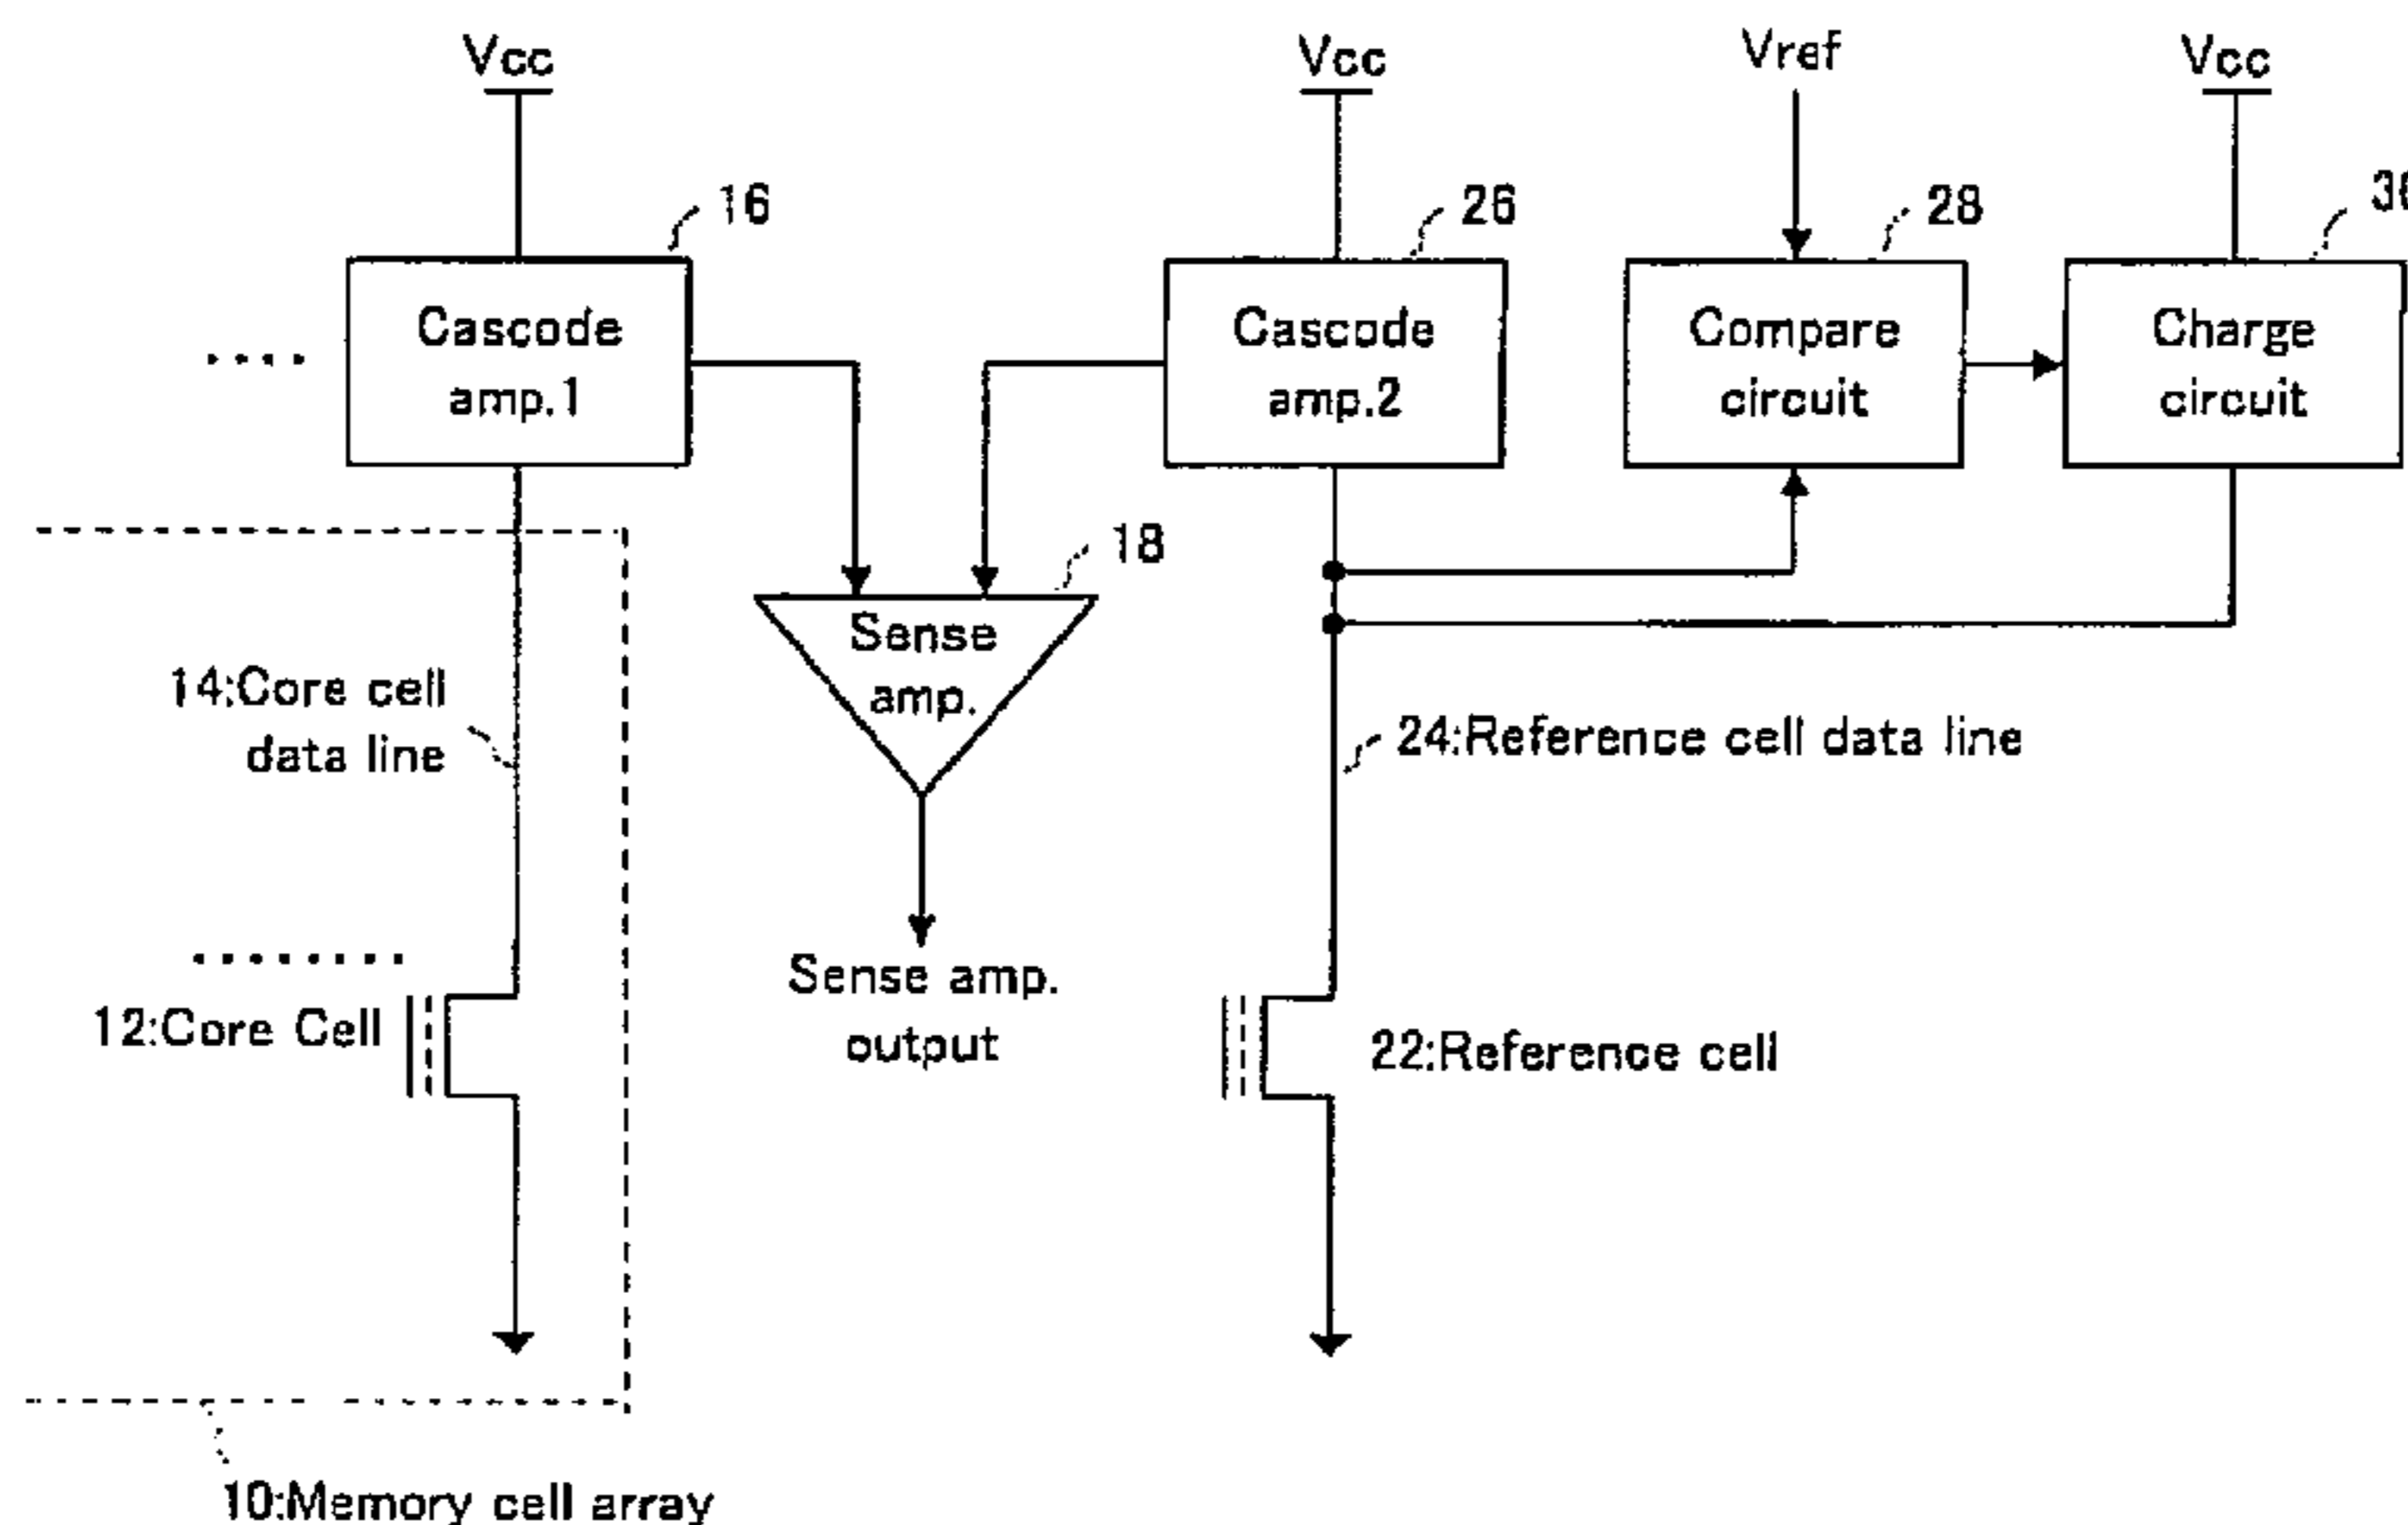 Vcc
Vcc
Vref
Vcc
16
26
28
Cascode
amp.1
Cascode
amp.2
Compare
circuit
Charge
circuit
18
Sense
amp.
14:Core cell
data line
24:Reference cell data line
Sense amp.
output
12:Core Cell
22:Reference cell
10:Memory cell array